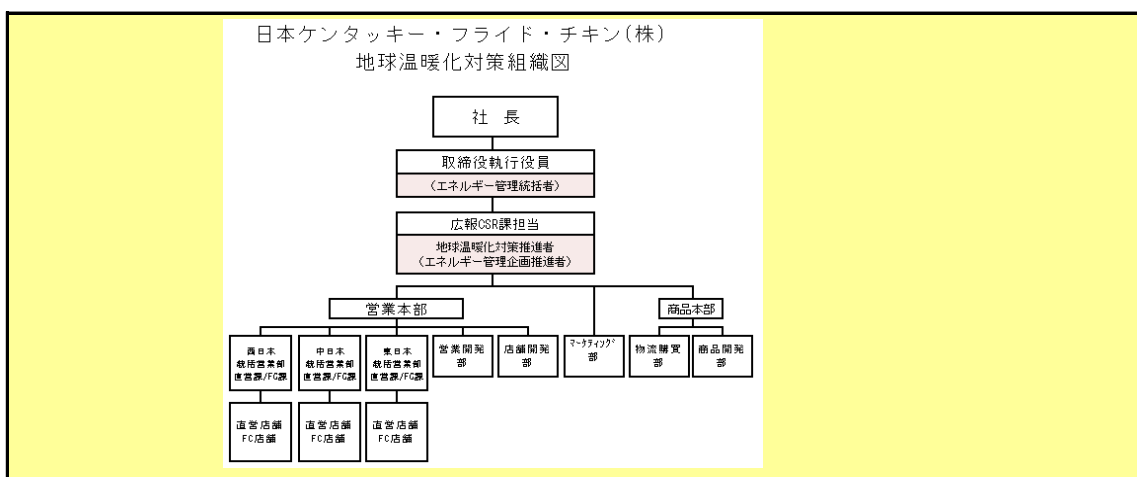 日本ケンタッキー・フライド・チキン(株)
地球温暖化対策組織図
社 長
取締役執行役員
(エネルギー管理統括者)
広報CSR課担当
地球温暖化対策推進者
(エネルギー管理企画推進者)
営業本部
商品本部
西日本
裁括営業部
直営課/FC課
中日本
裁括営業部
直営課/FC課
東日本
裁括営業部
直営課/FC課
営業開発
部
店舗開発
部
マーケティング
部
物流購買
部
商品開発
部
直営店舗
FC店舗
直営店舗
FC店舗
直営店舗
FC店舗